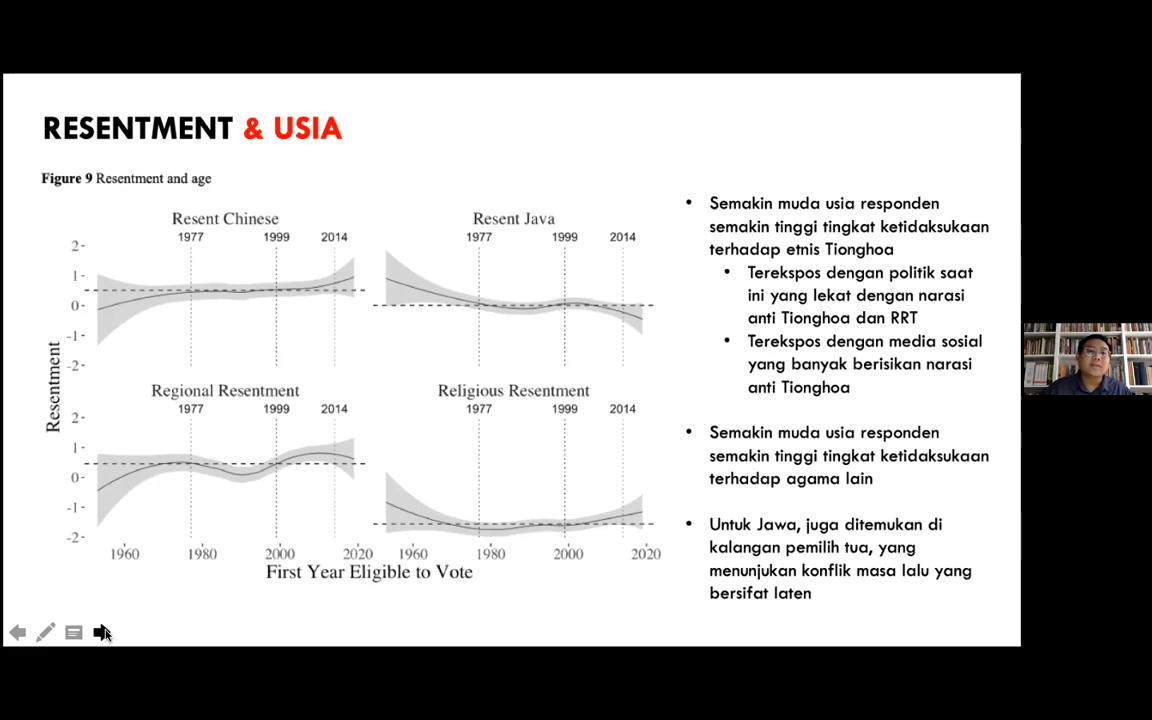 RESENTMENT & USIA
Figure 9 Resentment and age
Resent Chinese
1977 1999 2014
Resent Java
1977 1999 2014
2
1
0
-1
-2
Regional Resentment
1977 1999 2014
Religious Resentment
1977 1999 2014
2
1
0
-1
-2
Resentment
1960 1980 2000 2020
1960 1980 2000 2020
First Year Eligible to Vote
• Semakin muda usia responden
semakin tinggi tingkat ketidaksukaan
terhadap etnis Tionghoa
• Terekspos dengan politik saat
ini yang lekat dengan narasi
anti Tionghoa dan RRT
• Terekspos dengan media sosial
yang banyak berisikan narasi
anti Tionghoa
• Semakin muda usia responden
semakin tinggi tingkat ketidaksukaan
terhadap agama lain
• Untuk Jawa, juga ditemukan di
kalangan pemilih tua, yang
menunjukan konflik masa lalu yang
bersifat laten